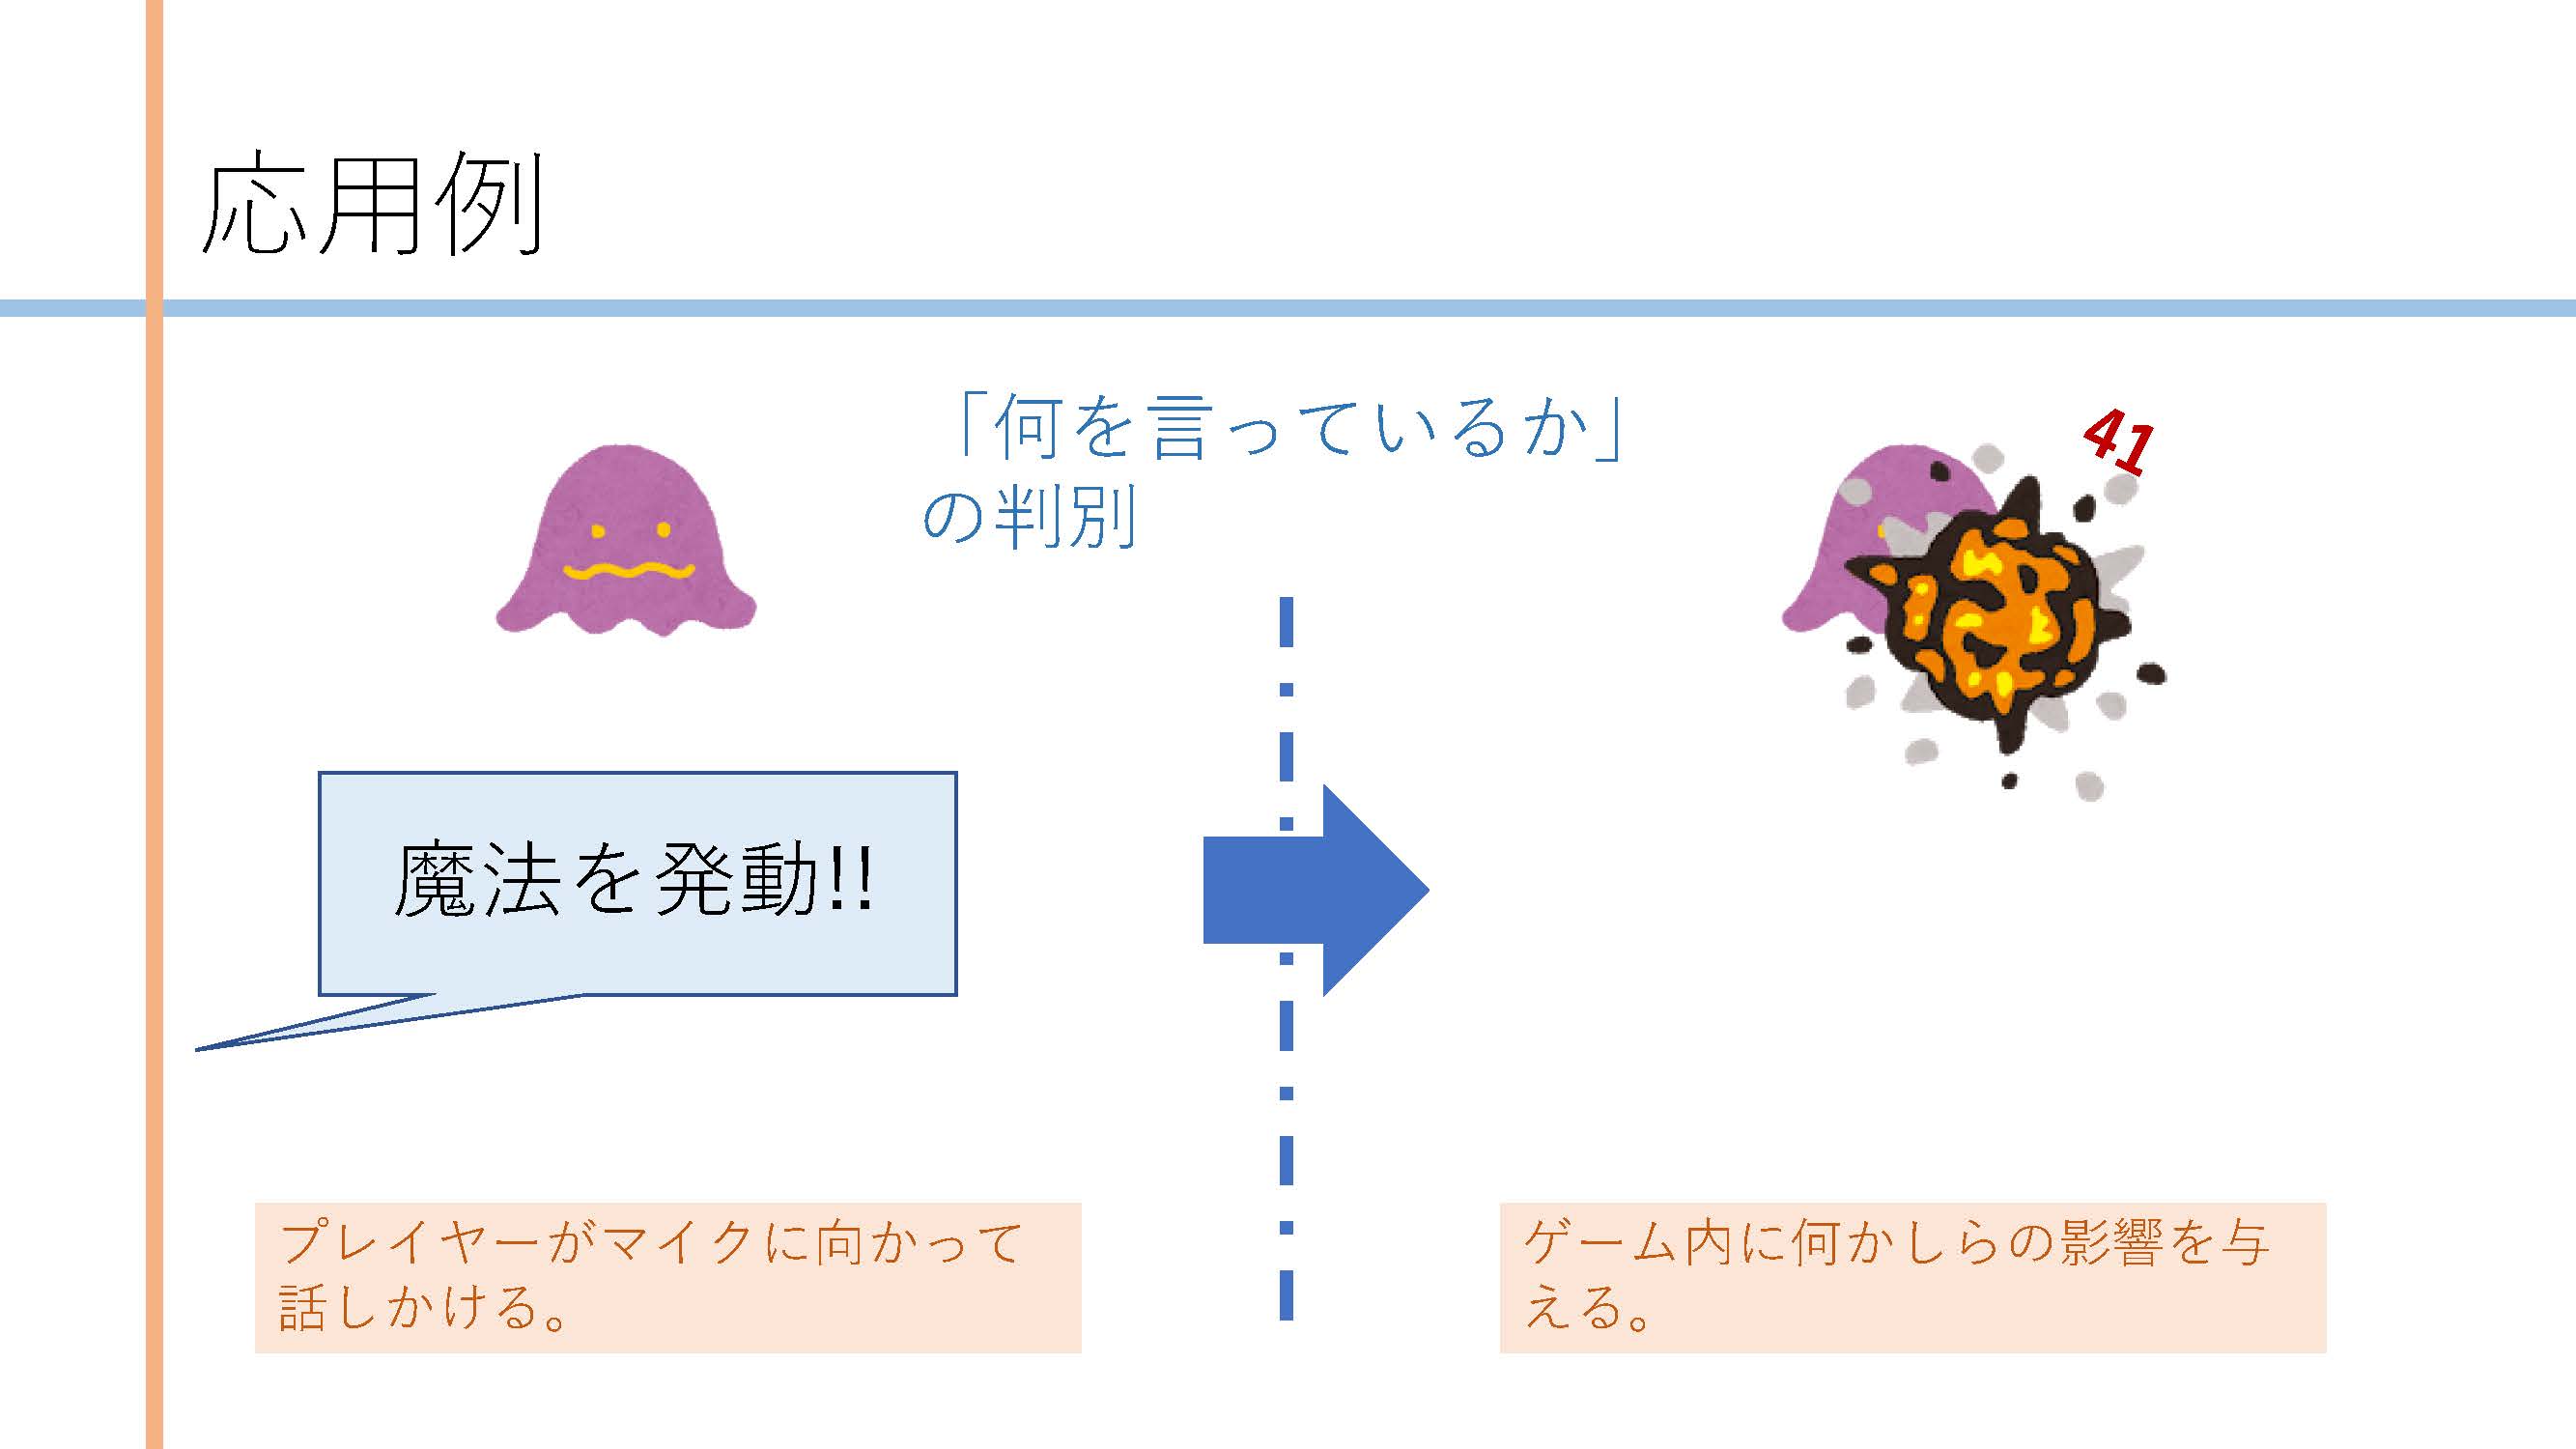 応用例
「何を言っているか」
の判別
41
魔法を発動!!
プレイヤーがマイクに向かって
話しかける。
ゲーム内に何かしらの影響を与
える。